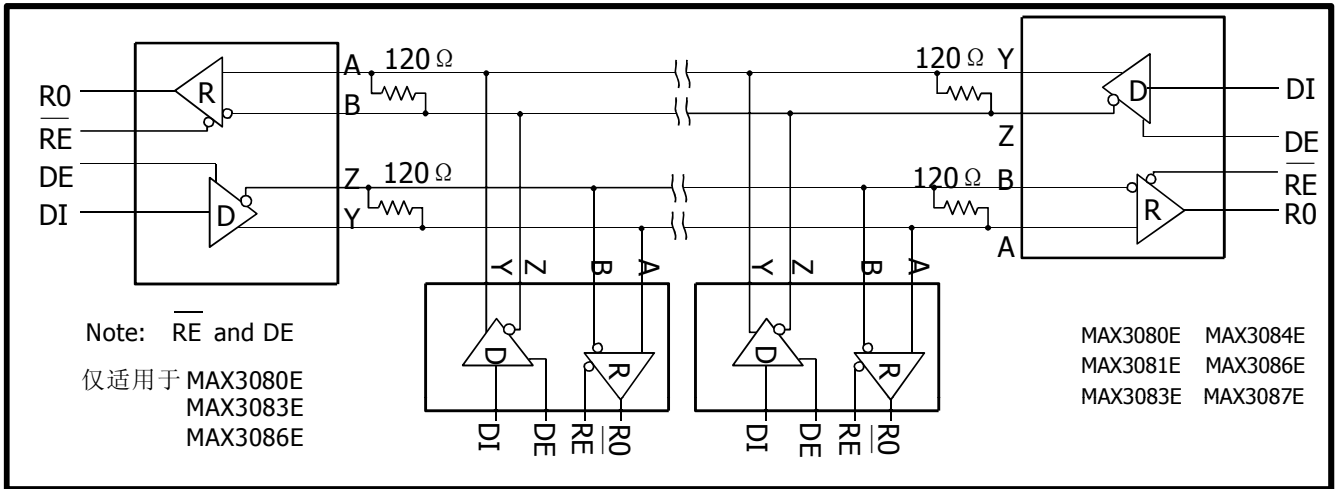 A 120Ω
B
R
R0
RE
DE
DI
Z 120Ω
Y
D
120Ω Y
Z
D
DI
DE
120Ω B
A
R
RE
R0
Y Z B A
D R
DI DE RE R0
Y Z B A
D R
DI DE RE R0
Note: RE and DE
仅适用于 MAX3080E
MAX3083E
MAX3086E
MAX3080E MAX3084E
MAX3081E MAX3086E
MAX3083E MAX3087E